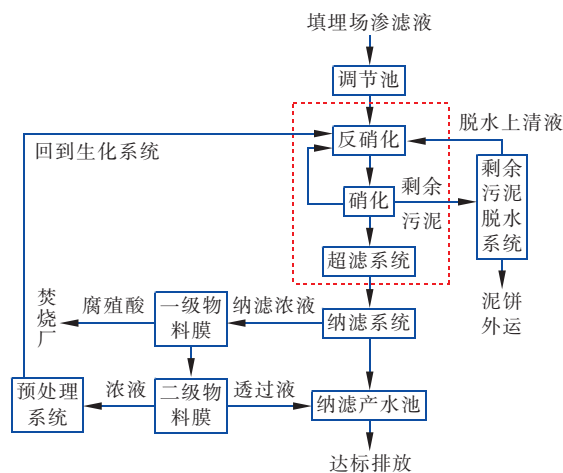 填埋场渗滤液
调节池
脱水上清液
反硝化
回到生化系统
剩余
污泥
脱水
系统
硝化
剩余
污泥
超滤系统
泥饼
外运
焚
烧
厂
腐殖酸
一级物
料膜
纳滤浓液
纳滤系统
预处理
系统
浓液
二级物
料膜
透过液
纳滤产水池
达标排放